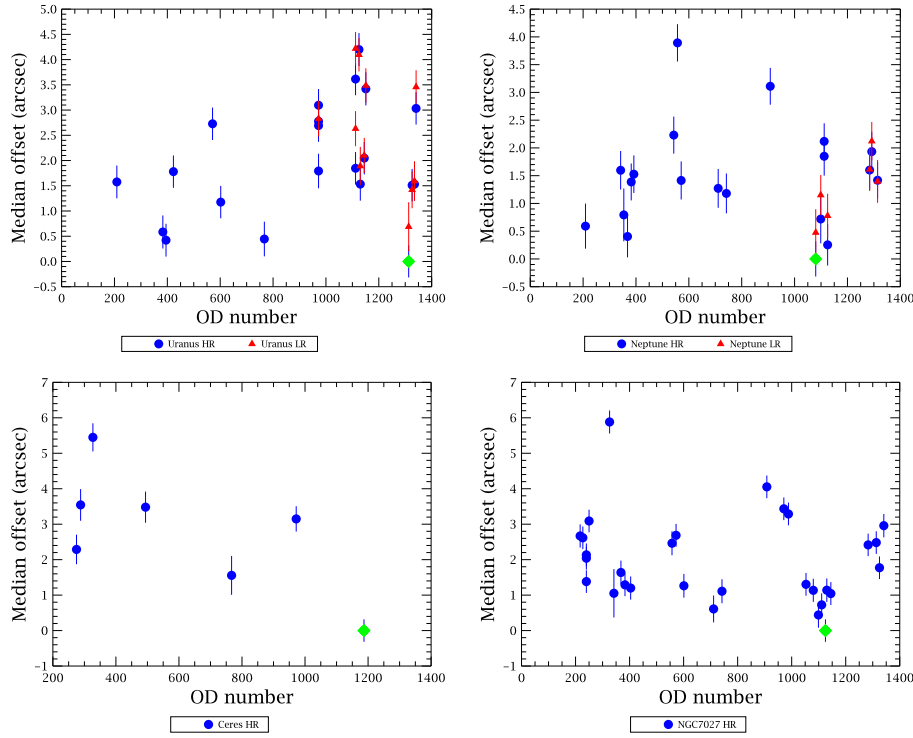 Median offset (arcsec)
5.0
4.5
4.0
3.5
3.0
2.5
2.0
1.5
1.0
0.5
0.0
−0.5
0 200 400 600 800 1000 1200 1400
OD number
Uranus HR Uranus LR
Median offset (arcsec)
4.5
4.0
3.5
3.0
2.5
2.0
1.5
1.0
0.5
0.0
−0.5
0 200 400 600 800 1000 1200 1400
OD number
Neptune HR Neptune LR
Median offset (arcsec)
7
6
5
4
3
2
1
0
−1
200 400 600 800 1000 1200 1400
OD number
Ceres HR
Median offset (arcsec)
7
6
5
4
3
2
1
0
−1
0 200 400 600 800 1000 1200 1400
OD number
NGC7027 HR